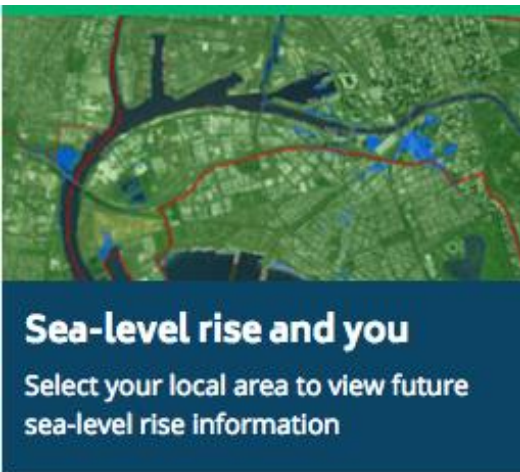 Sea-level rise and you
Select your local area to view future
sea-level rise information